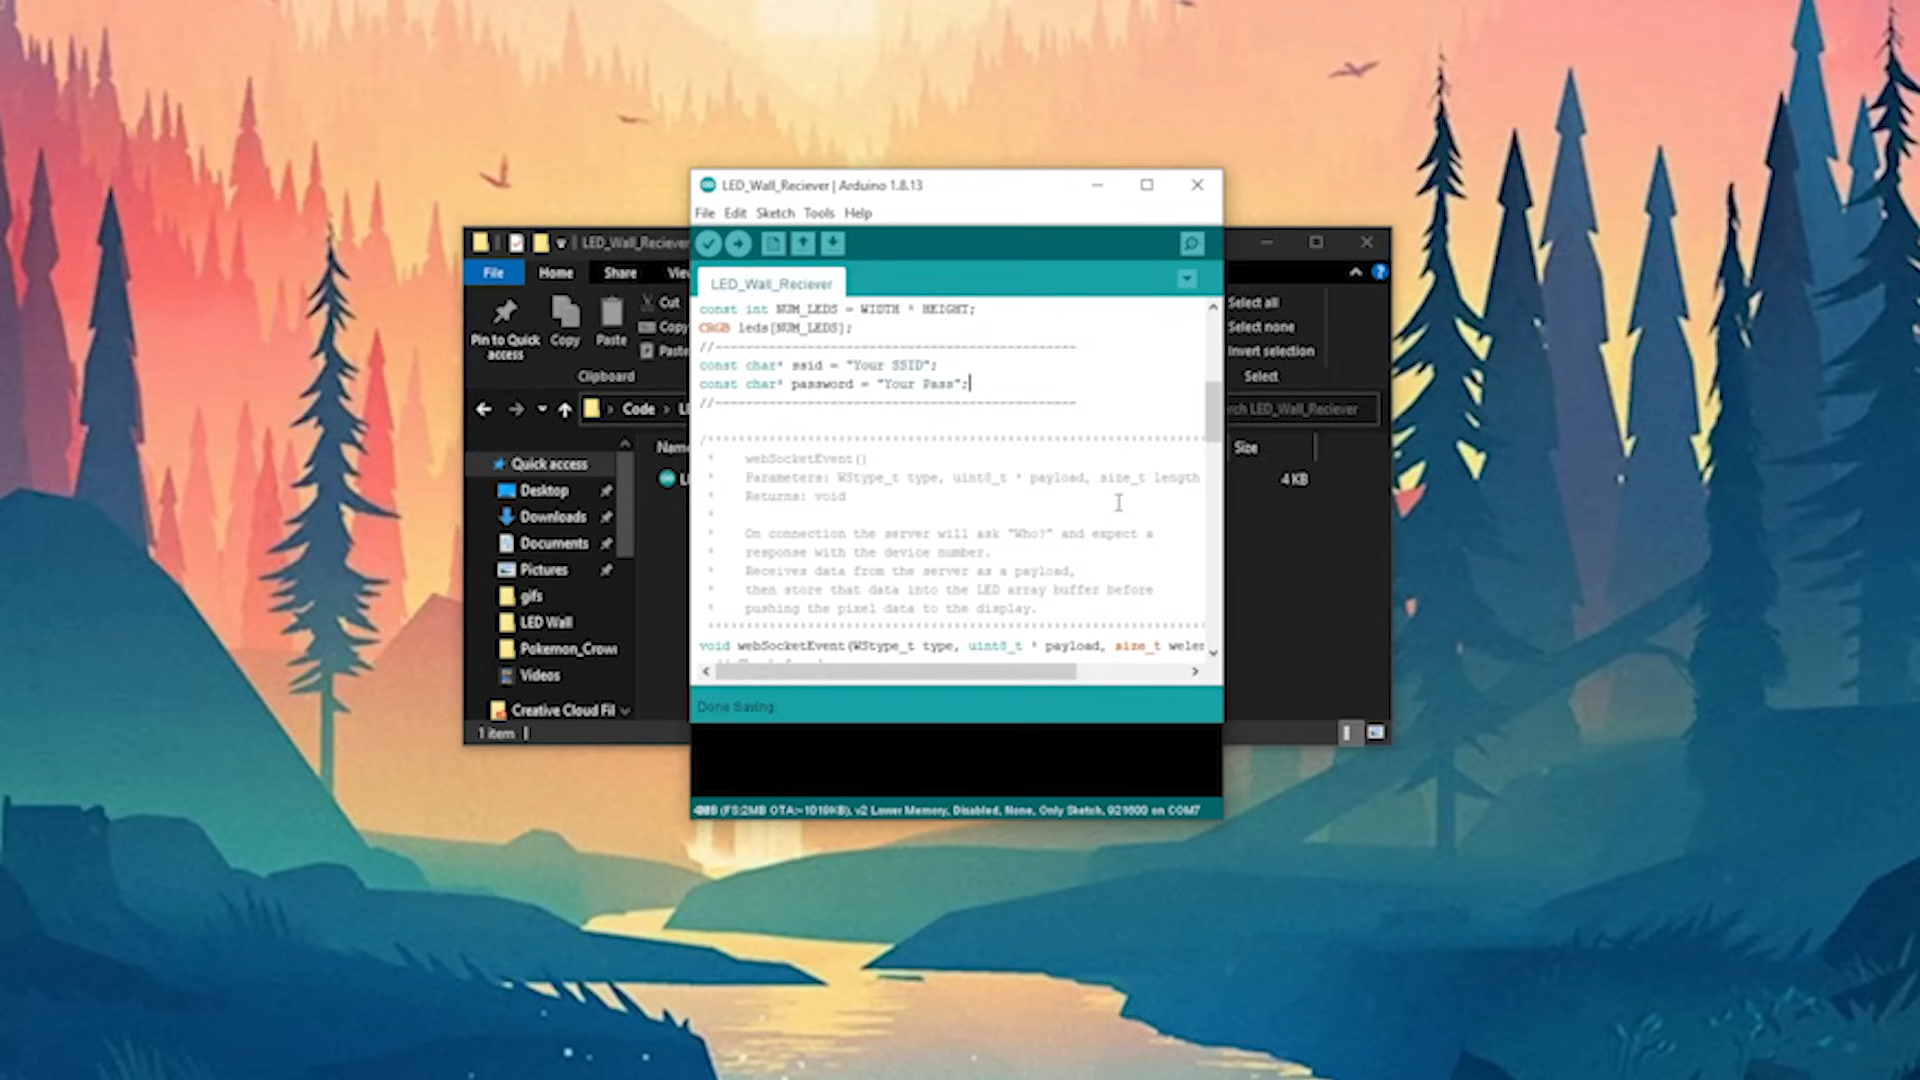 LED_Wall_Reciever | Arduino 1.8.13
File Edit Sketch Tools Help
LED_Wall_Reciever
const int NUM_LEDS = WIDTH * HEIGHT;
CRGB leds[NUM_LEDS];
//-----------------------------------------------
const char* ssid = "Your SSID";
const char* password = "Your Pass";
//-----------------------------------------------
webSocketEvent()
Parameters: WStype_t type, uint8_t * payload, size_t length
Returns: void
On connection the server will ask "Who?" and expect a
response with the device number.
Receives data from the server as a payload,
then store that data into the LED array buffer before
pushing the pixel data to the display.
void webSocketEvent(WStype_t type, uint8_t * payload, size_t welen
Done Saving.
(FS:2MB OTA:~1019KB), v2 Lower Memory, Disabled, None, Only Sketch, 921600 on COM7
LED_Wall_Reciever
File Home Share Vie
Pin to Quick access
Copy
Paste
Cut
Copy
Paste
Clipboard
Select all
Select none
Invert selection
Select
Code
rch LED_Wall_Reciever
Name
Size
4 KB
Quick access
Desktop
Downloads
Documents
Pictures
gifs
LED Wall
Pokemon_Crow
Videos
Creative Cloud Fil
1 item